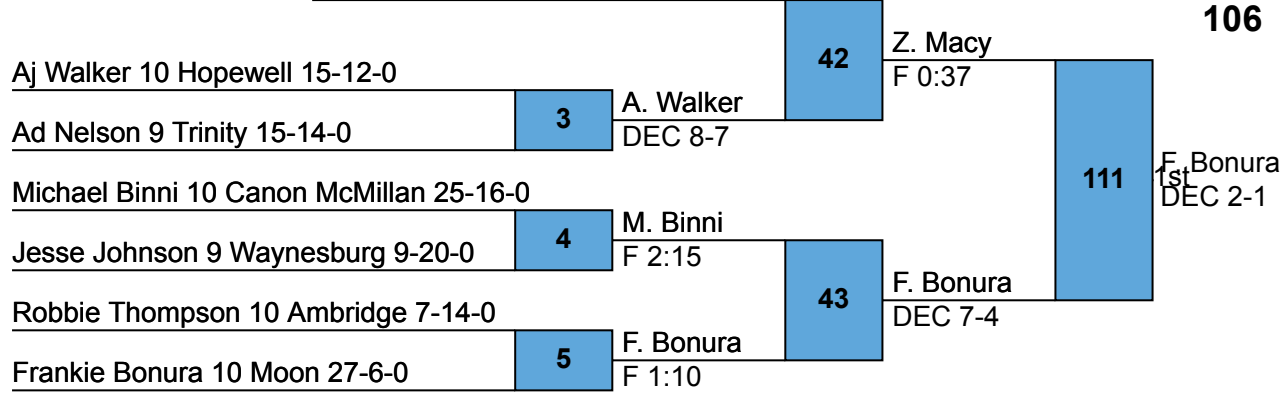 106
42
Z. Macy
F 0:37
Aj Walker 10 Hopewell 15-12-0
3
A. Walker
DEC 8-7
Ad Nelson 9 Trinity 15-14-0
111
1st
F. Bonura
DEC 2-1
Michael Binni 10 Canon McMillan 25-16-0
4
M. Binni
F 2:15
Jesse Johnson 9 Waynesburg 9-20-0
43
F. Bonura
DEC 7-4
Robbie Thompson 10 Ambridge 7-14-0
5
F. Bonura
F 1:10
Frankie Bonura 10 Moon 27-6-0